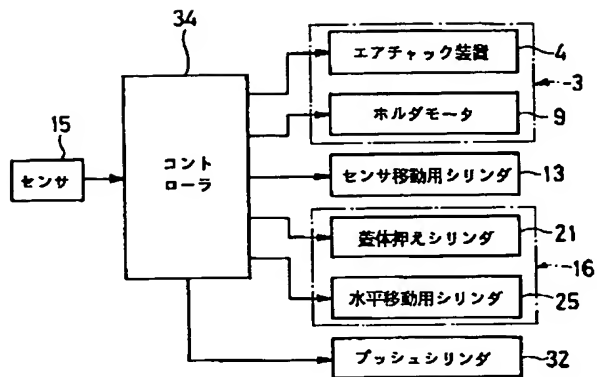 34
エアチャック装置
4
3
ホルダモータ
9
15
センサ
コント
ローラ
センサ移動用シリンダ
13
蓋体押えシリンダ
21
16
水平移動用シリンダ
25
プッシュシリンダ
32